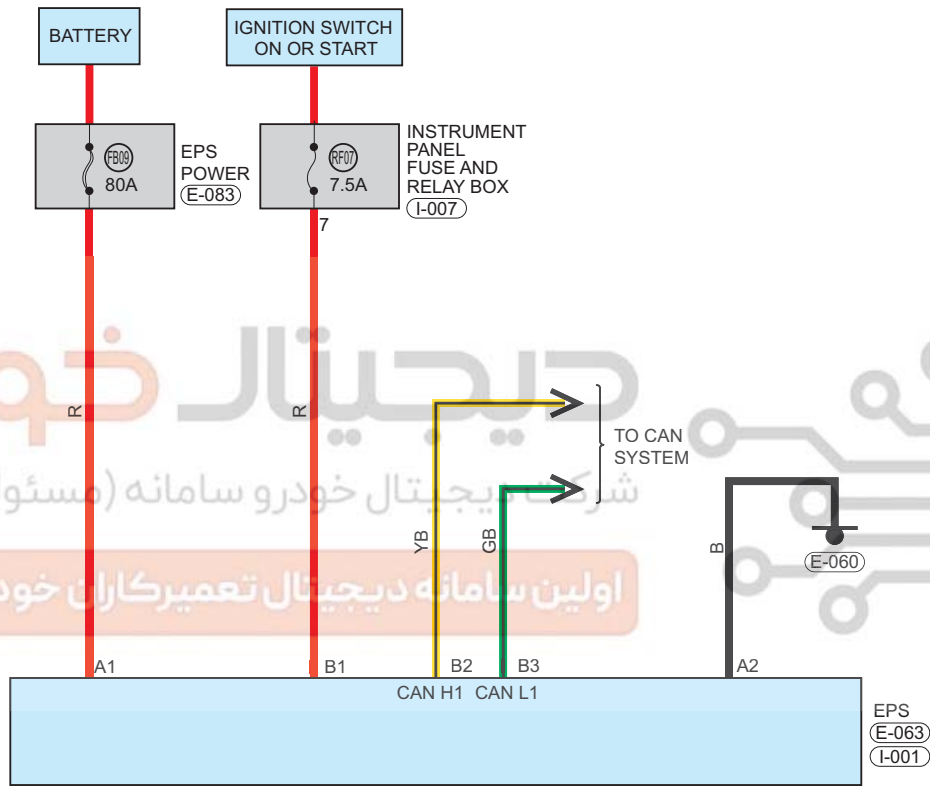 BATTERY
IGNITION SWITCH
ON OR START
FB09
80A
EPS
POWER
E-083
RF07
7.5A
INSTRUMENT
PANEL
FUSE AND
RELAY BOX
I-007
7
R
R
دیجیتال خو
TO CAN
SYSTEM
شرکت دیجیتال خودرو سامانه (مسئو
YB
GB
B
E-060
اولین سامانه دیجیتال تعمیرکاران خود
A1
B1
B2
B3
A2
CAN H1
CAN L1
EPS
E-063
I-001